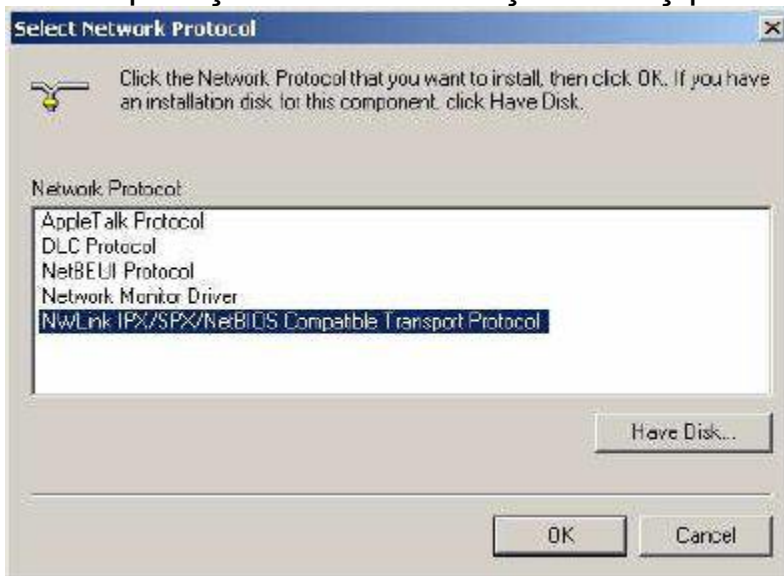 Select Network Protocol
Click the Network Protocol that you want to install, then click OK. If you have
an installation disk for this component, click Have Disk.
Network Protocol:
AppleTalk Protocol
DLC Protocol
NetBEUI Protocol
Network Monitor Driver
NWLink IPX/SPX/NetBIOS Compatible Transport Protocol
Have Disk...
OK
Cancel